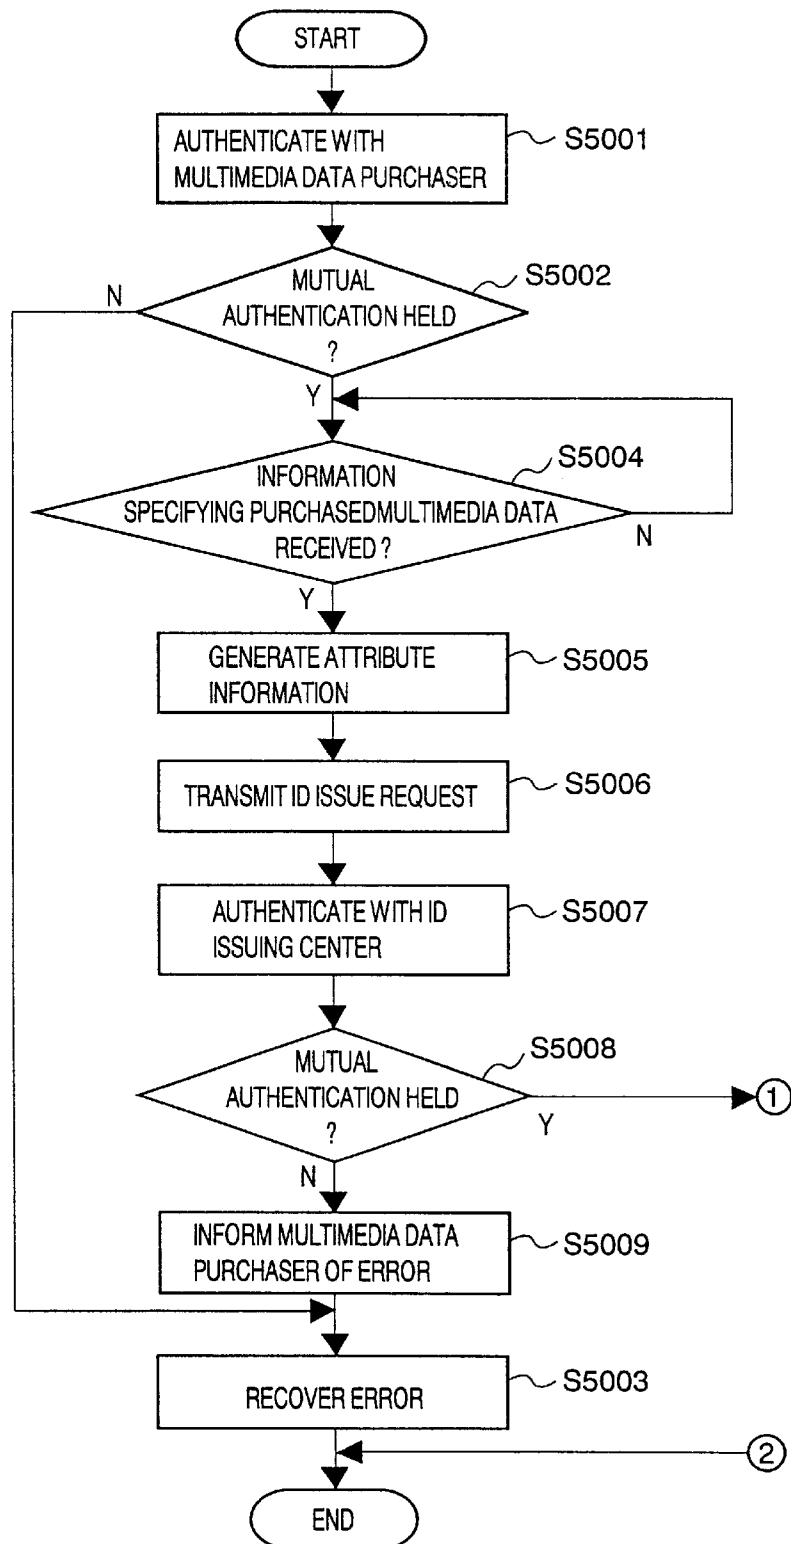 START
AUTHENTICATE WITH
MULTIMEDIA DATA PURCHASER
S5001
MUTUAL
AUTHENTICATION HELD
?
S5002
N
Y
INFORMATION
SPECIFYING PURCHASEDMULTIMEDIA DATA
RECEIVED ?
S5004
N
Y
GENERATE ATTRIBUTE
INFORMATION
S5005
TRANSMIT ID ISSUE REQUEST
S5006
AUTHENTICATE WITH ID
ISSUING CENTER
S5007
MUTUAL
AUTHENTICATION HELD
?
S5008
Y
1
N
INFORM MULTIMEDIA DATA
PURCHASER OF ERROR
S5009
RECOVER ERROR
S5003
2
END